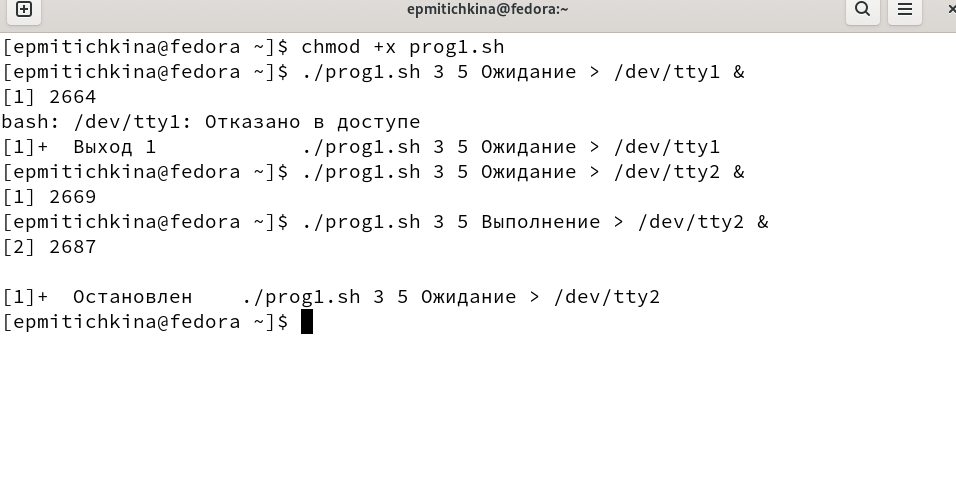 epmitichkina@fedora:~
[epmitichkina@fedora ~]$ chmod +x prog1.sh
[epmitichkina@fedora ~]$ ./prog1.sh 3 5 Ожидание > /dev/tty1 &
[1] 2664
bash: /dev/tty1: Отказано в доступе
[1]+  Выход 1            ./prog1.sh 3 5 Ожидание > /dev/tty1
[epmitichkina@fedora ~]$ ./prog1.sh 3 5 Ожидание > /dev/tty2 &
[1] 2669
[epmitichkina@fedora ~]$ ./prog1.sh 3 5 Выполнение > /dev/tty2 &
[2] 2687
[1]+  Остановлен    ./prog1.sh 3 5 Ожидание > /dev/tty2
[epmitichkina@fedora ~]$